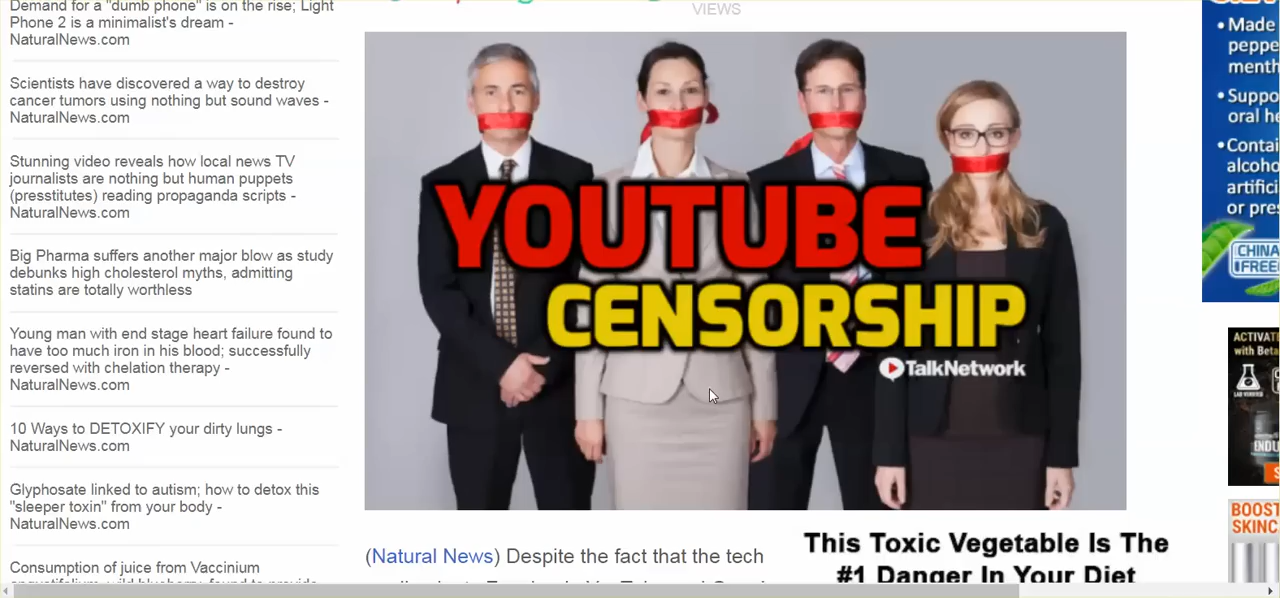 Demand for a "dumb phone" is on the rise; Light
Phone 2 is a minimalist's dream -
NaturalNews.com
Scientists have discovered a way to destroy
cancer tumors using nothing but sound waves -
NaturalNews.com
Stunning video reveals how local news TV
journalists are nothing but human puppets
(presstitutes) reading propaganda scripts -
NaturalNews.com
Big Pharma suffers another major blow as study
debunks high cholesterol myths, admitting
statins are totally worthless
Young man with end stage heart failure found to
have too much iron in his blood; successfully
reversed with chelation therapy -
NaturalNews.com
10 Ways to DETOXIFY your dirty lungs -
NaturalNews.com
Glyphosate linked to autism; how to detox this
"sleeper toxin" from your body -
NaturalNews.com
Consumption of juice from Vaccinium
VIEWS
YOUTUBE
CENSORSHIP
TalkNetwork
(Natural News) Despite the fact that the tech
This Toxic Vegetable Is The
#1 Danger In Your Diet
• Made
peppe
menth
• Suppo
oral he
• Contai
alcoho
artifici
or pres
CHINA
FREE
ACTIVAT
with Beta
LAB VERIFIED
ENDU
BOOST
SKINC